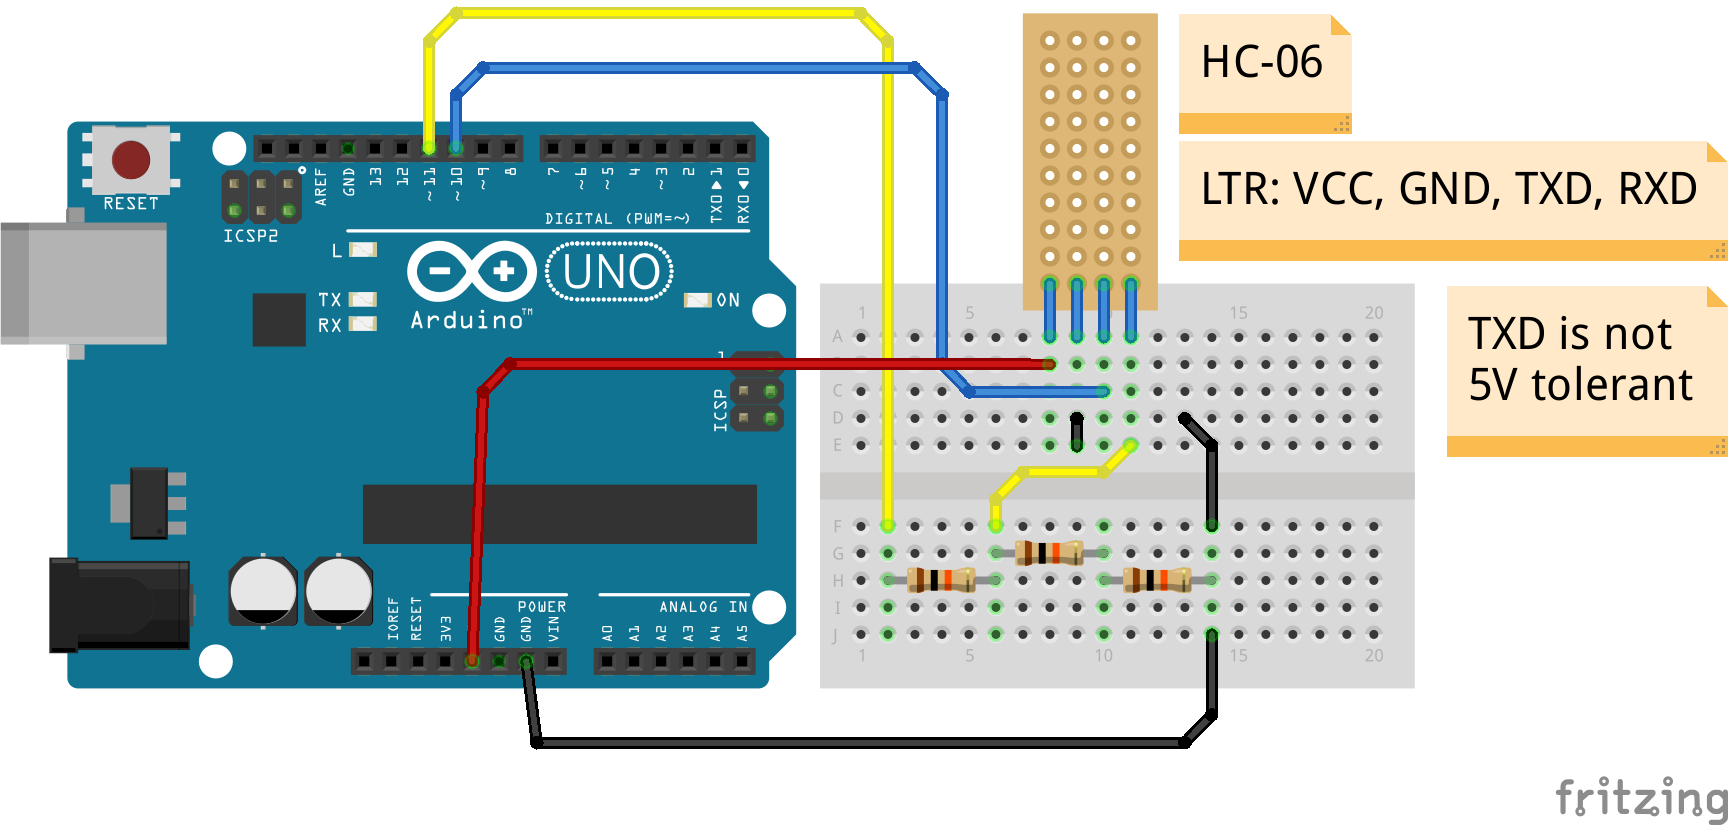 HC-06
LTR: VCC, GND, TXD, RXD
TXD is not
5V tolerant
RESET
ICSP2
AREF
GND
13
12
~11
~10
~9
8
7
~6
~5
4
~3
2
TXD▶1
RXD◀0
DIGITAL (PWM=~)
L
TX
RX
Arduino™
UNO
ON
1
ICSP
IOREF
RESET
3V3
GND
GND
VIN
POWER
ANALOG IN
A0
A1
A2
A3
A4
A5
1 5 15 20
A
B
C
D
E
F
G
H
I
J
1 5 10 15 20
fritzing